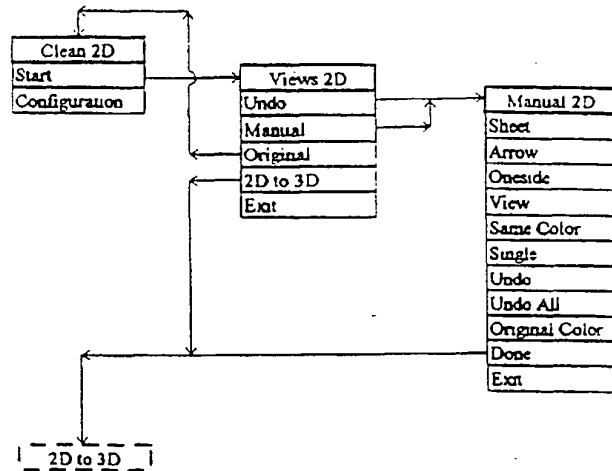 Clean 2D
Start
Configuration
Views 2D
Undo
Manual
Original
2D to 3D
Exit
Manual 2D
Sheet
Arrow
Oneside
View
Same Color
Single
Undo
Undo All
Original Color
Done
Exit
2D to 3D